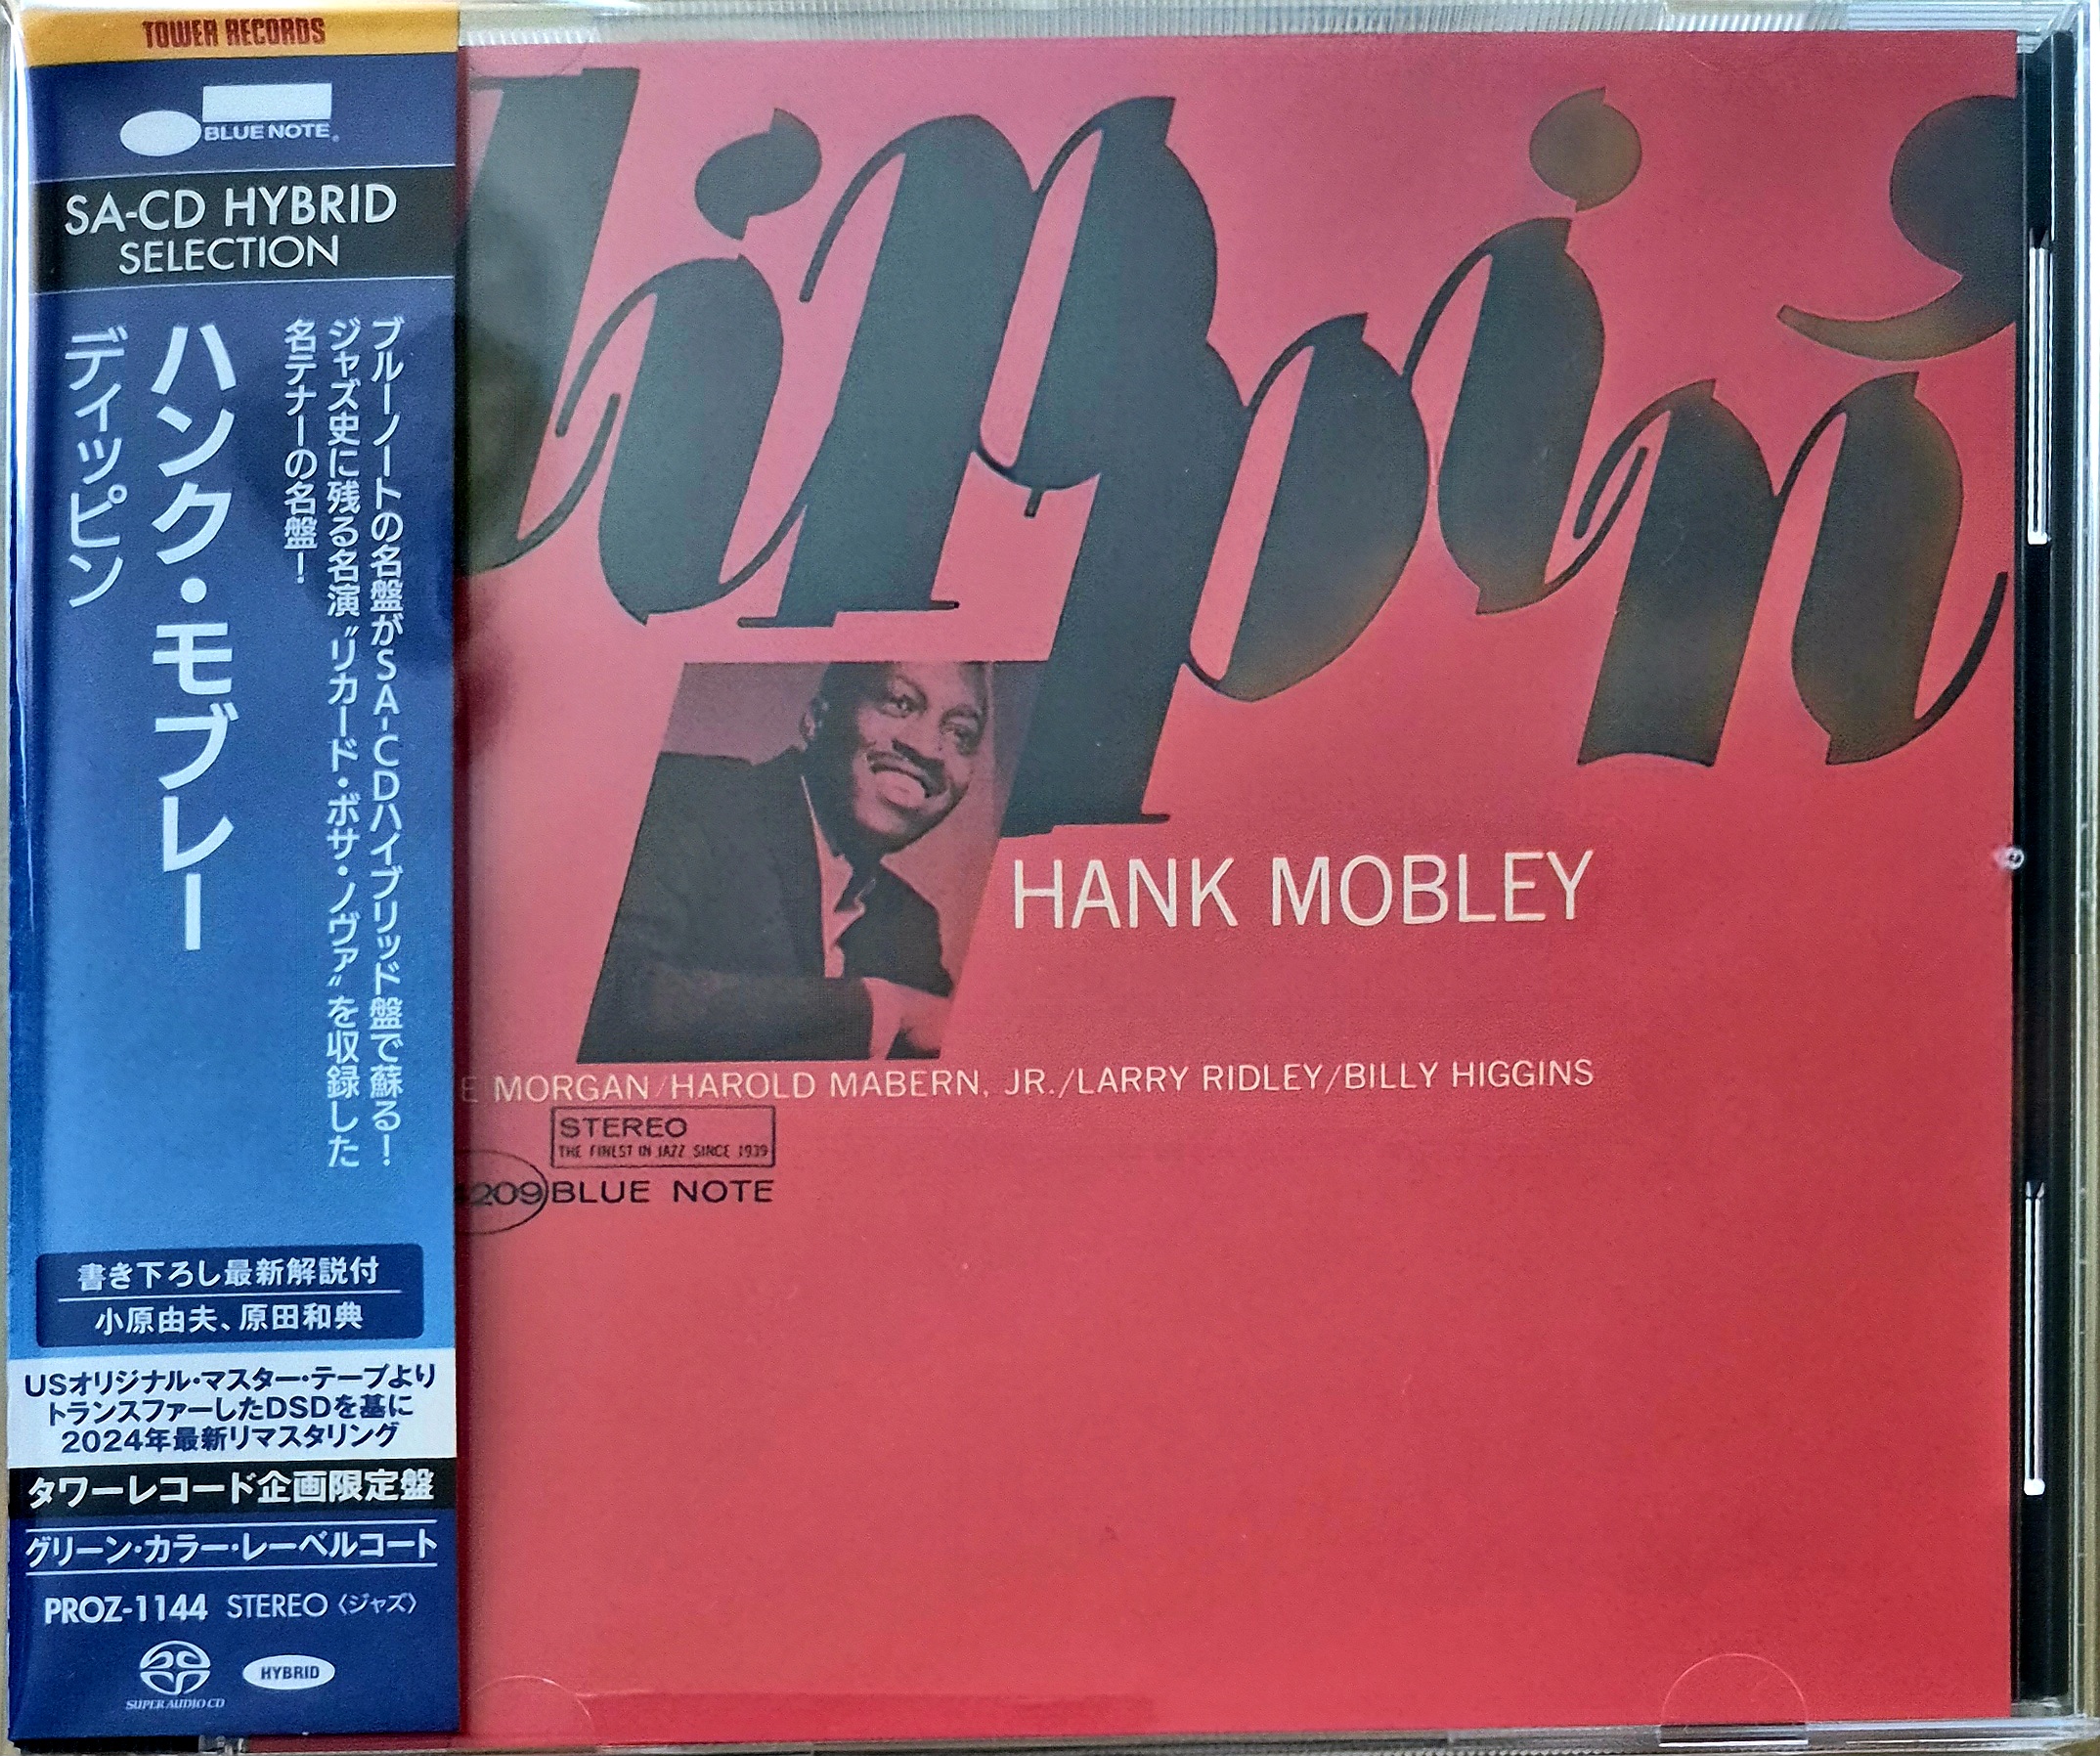 TOWER RECORDS
BLUE NOTE
SA-CD HYBRID
SELECTION
ブルーノートの名盤がSA-CDハイブリッド盤で蘇る！
ジャズ史に残る名演〝リカード・ボサ・ノヴァ〟を収録した
名テナーの名盤！
ハンク・モブレー
ディッピン
書き下ろし最新解説付
小原由夫、原田和典
USオリジナル・マスター・テープより
トランスファーしたDSDを基に
2024年最新リマスタリング
タワーレコード企画限定盤
グリーン・カラー・レーベルコート
PROZ-1144 STEREO〈ジャズ〉
SUPER AUDIO CD
HYBRID
dippin'
HANK MOBLEY
E MORGAN/HAROLD MABERN, JR./LARRY RIDLEY/BILLY HIGGINS
STEREO
THE FINEST IN JAZZ SINCE 1939
209 BLUE NOTE